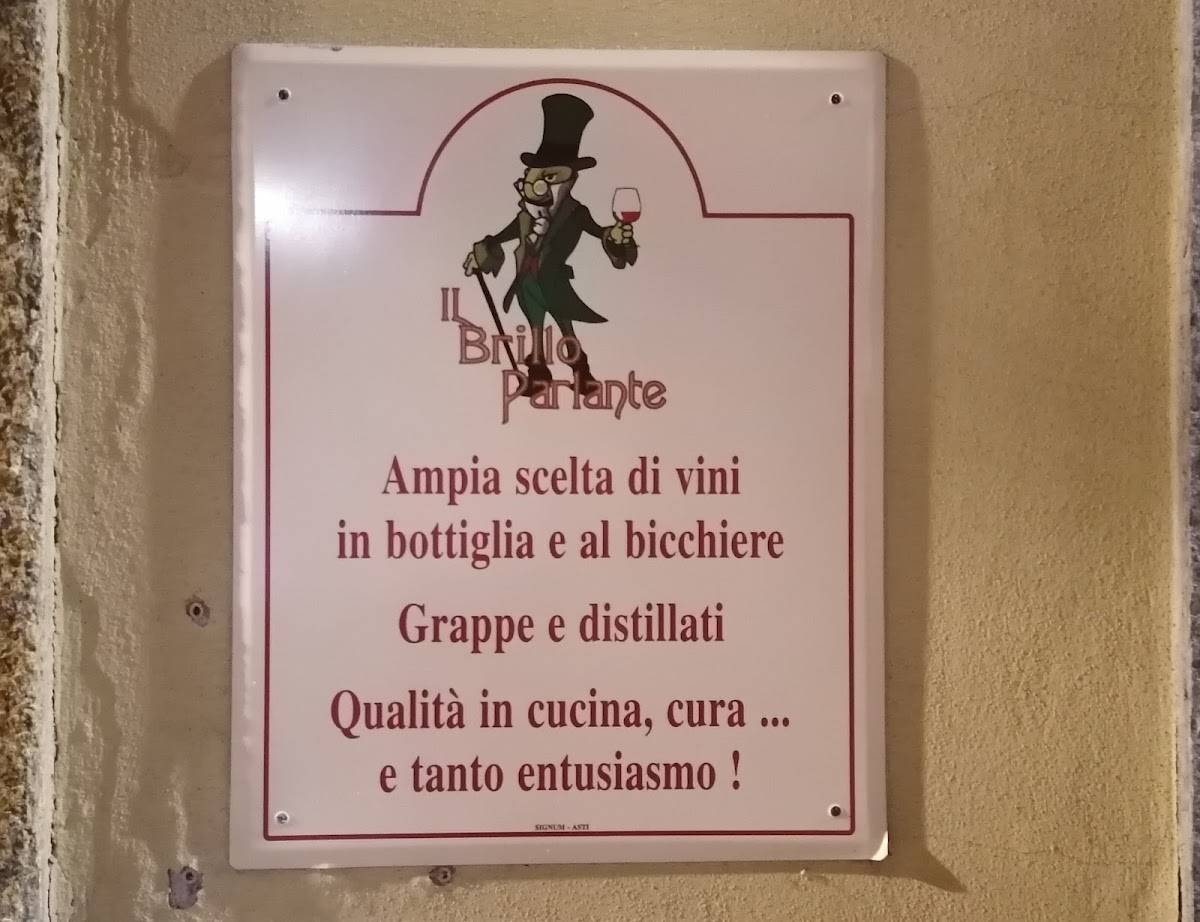 Il
Brillo
Parlante
Ampia scelta di vini
in bottiglia e al bicchiere
Grappe e distillati
Qualità in cucina, cura ...
e tanto entusiasmo !
SIGNUM - ASTI